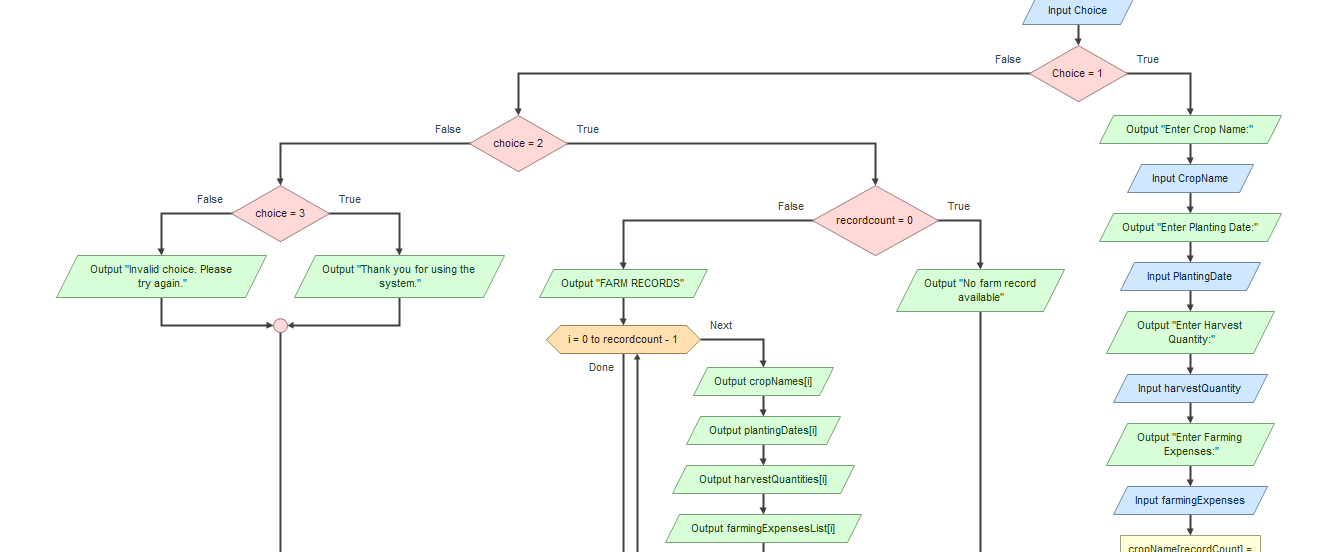 Input Choice
False
True
Choice = 1
False
True
choice = 2
Output "Enter Crop Name:"
Input CropName
False
True
choice = 3
False
True
recordcount = 0
Output "Enter Planting Date:"
Output "Invalid choice. Please
try again."
Output "Thank you for using the
system."
Output "FARM RECORDS"
Output "No farm record
available"
Input PlantingDate
Next
i = 0 to recordcount - 1
Done
Output "Enter Harvest
Quantity:"
Output cropNames[i]
Input harvestQuantity
Output plantingDates[i]
Output "Enter Farming
Expenses:"
Output harvestQuantities[i]
Input farmingExpenses
Output farmingExpensesList[i]
cropName[recordCount] =